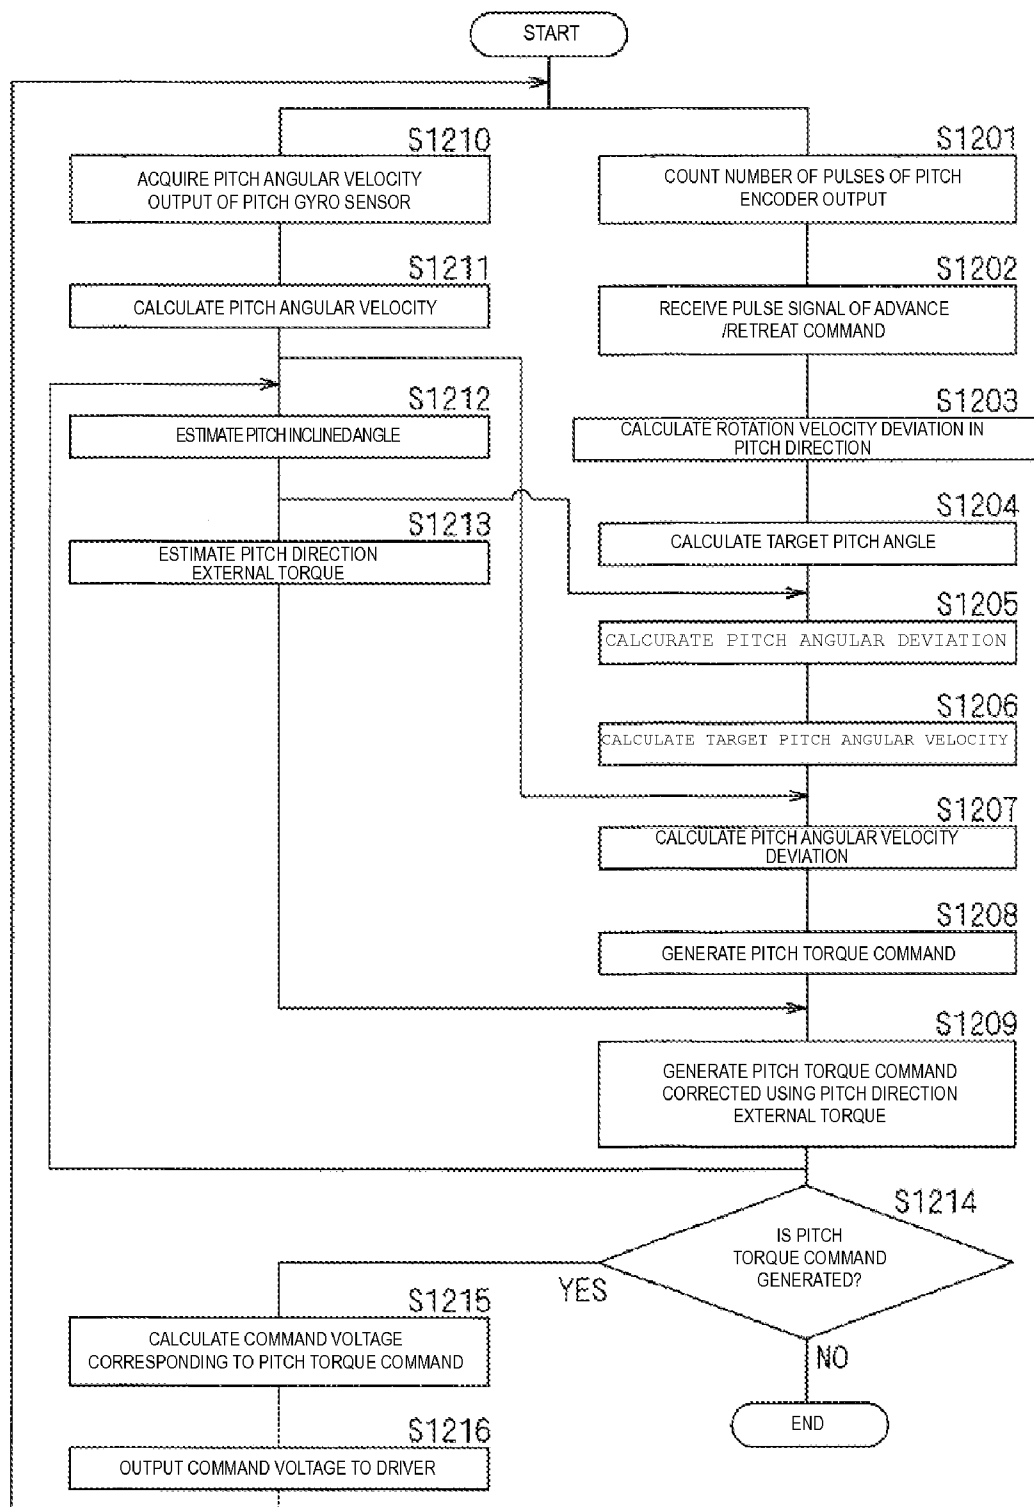 START
S1210
ACQUIRE PITCH ANGULAR VELOCITY
OUTPUT OF PITCH GYRO SENSOR
S1211
CALCULATE PITCH ANGULAR VELOCITY
S1212
ESTIMATE PITCH INCLINED ANGLE
S1213
ESTIMATE PITCH DIRECTION
EXTERNAL TORQUE
S1201
COUNT NUMBER OF PULSES OF PITCH
ENCODER OUTPUT
S1202
RECEIVE PULSE SIGNAL OF ADVANCE
/RETREAT COMMAND
S1203
CALCULATE ROTATION VELOCITY DEVIATION IN
PITCH DIRECTION
S1204
CALCULATE TARGET PITCH ANGLE
S1205
CALCURATE PITCH ANGULAR DEVIATION
S1206
CALCULATE TARGET PITCH ANGULAR VELOCITY
S1207
CALCULATE PITCH ANGULAR VELOCITY
DEVIATION
S1208
GENERATE PITCH TORQUE COMMAND
S1209
GENERATE PITCH TORQUE COMMAND
CORRECTED USING PITCH DIRECTION
EXTERNAL TORQUE
S1214
IS PITCH
TORQUE COMMAND
GENERATED?
YES
NO
END
S1215
CALCULATE COMMAND VOLTAGE
CORRESPONDING TO PITCH TORQUE COMMAND
S1216
OUTPUT COMMAND VOLTAGE TO DRIVER